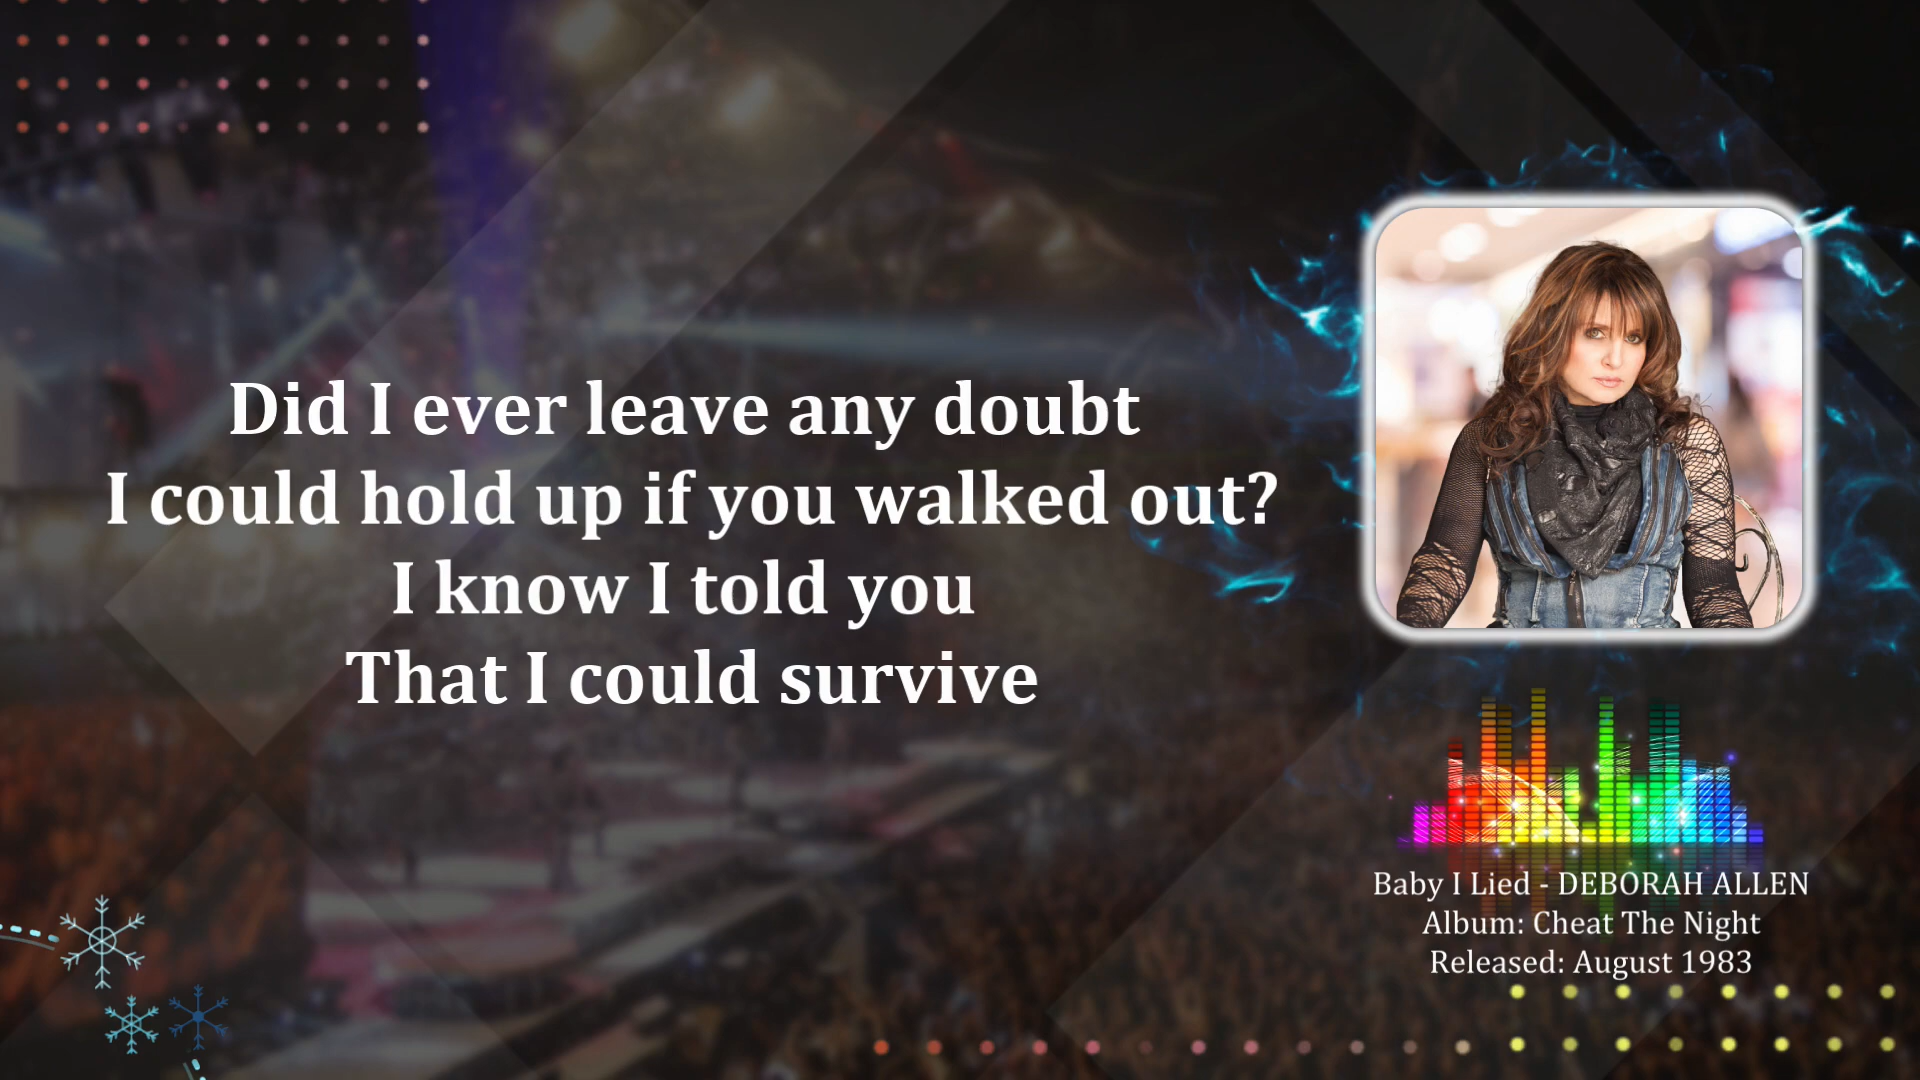 Did I ever leave any doubt
I could hold up if you walked out?
I know I told you
That I could survive
Baby I Lied - DEBORAH ALLEN
Album: Cheat The Night
Released: August 1983